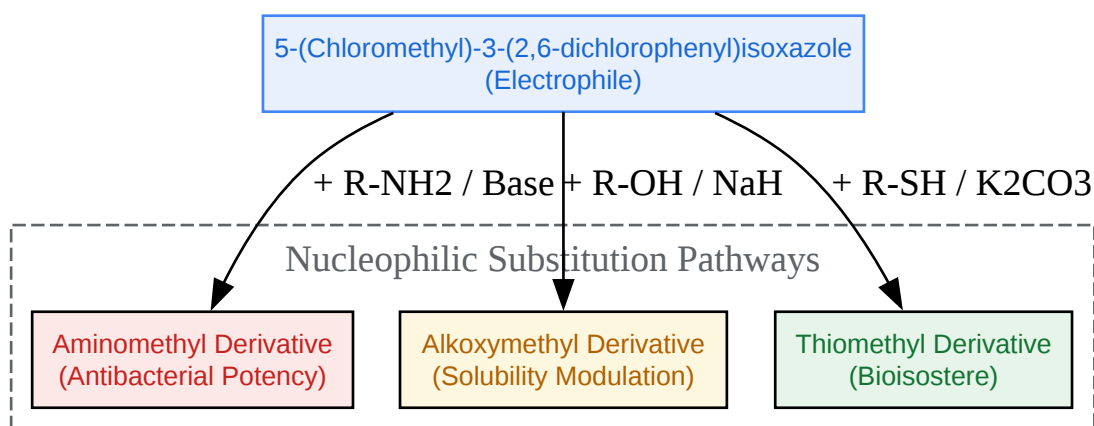 5-(Chloromethyl)-3-(2,6-dichlorophenyl)isoxazole
(Electrophile)
+ R-NH2 / Base
+ R-OH / NaH
+ R-SH / K2CO3
Nucleophilic Substitution Pathways
Aminomethyl Derivative
(Antibacterial Potency)
Alkoxymethyl Derivative
(Solubility Modulation)
Thiomethyl Derivative
(Bioisostere)